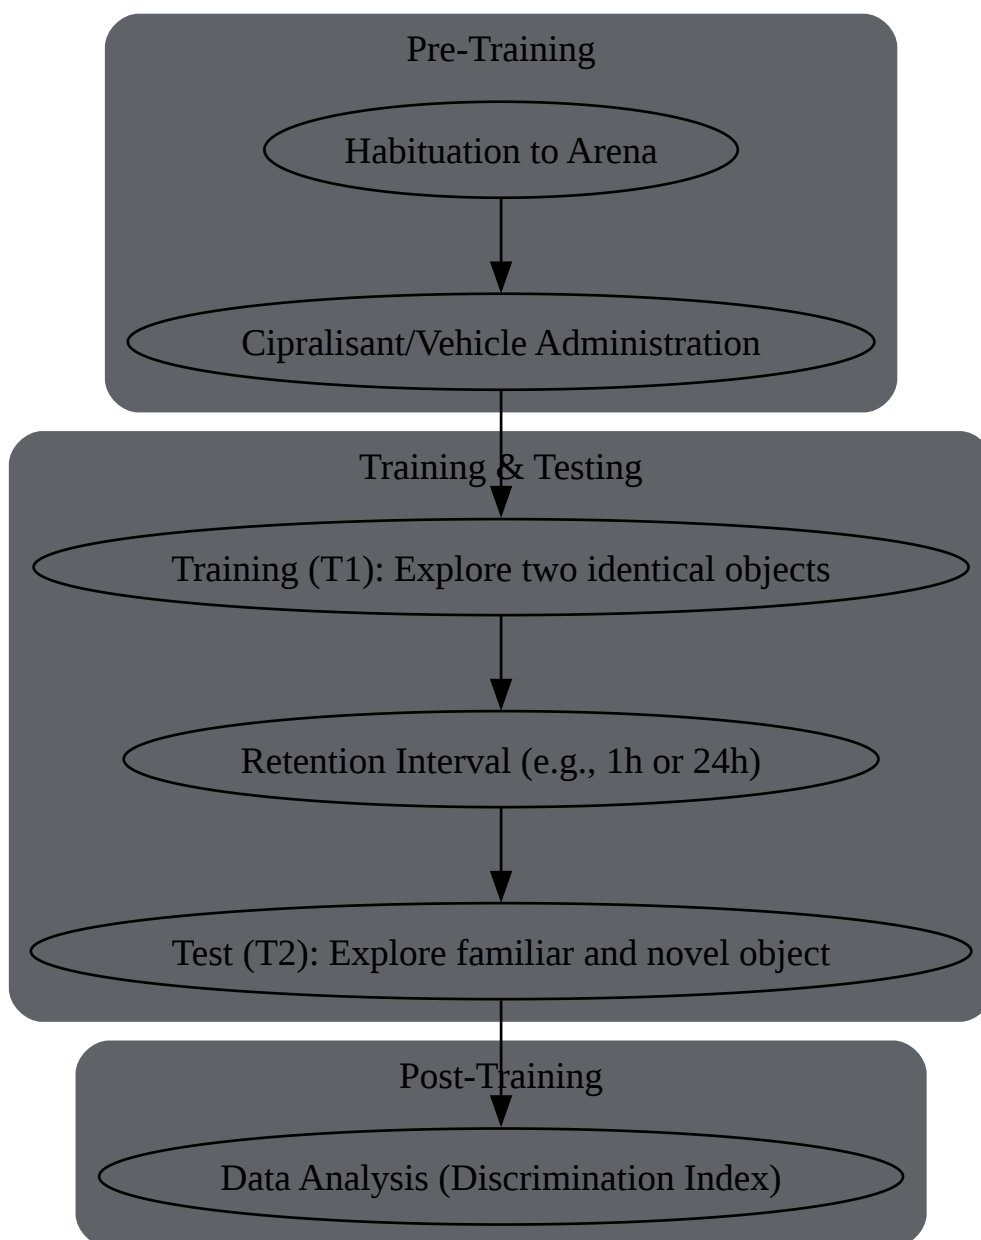 Pre-Training
Habituation to Arena
Cipralisant/Vehicle Administration
Training & Testing
Training (T1): Explore two identical objects
Retention Interval (e.g., 1h or 24h)
Test (T2): Explore familiar and novel object
Post-Training
Data Analysis (Discrimination Index)